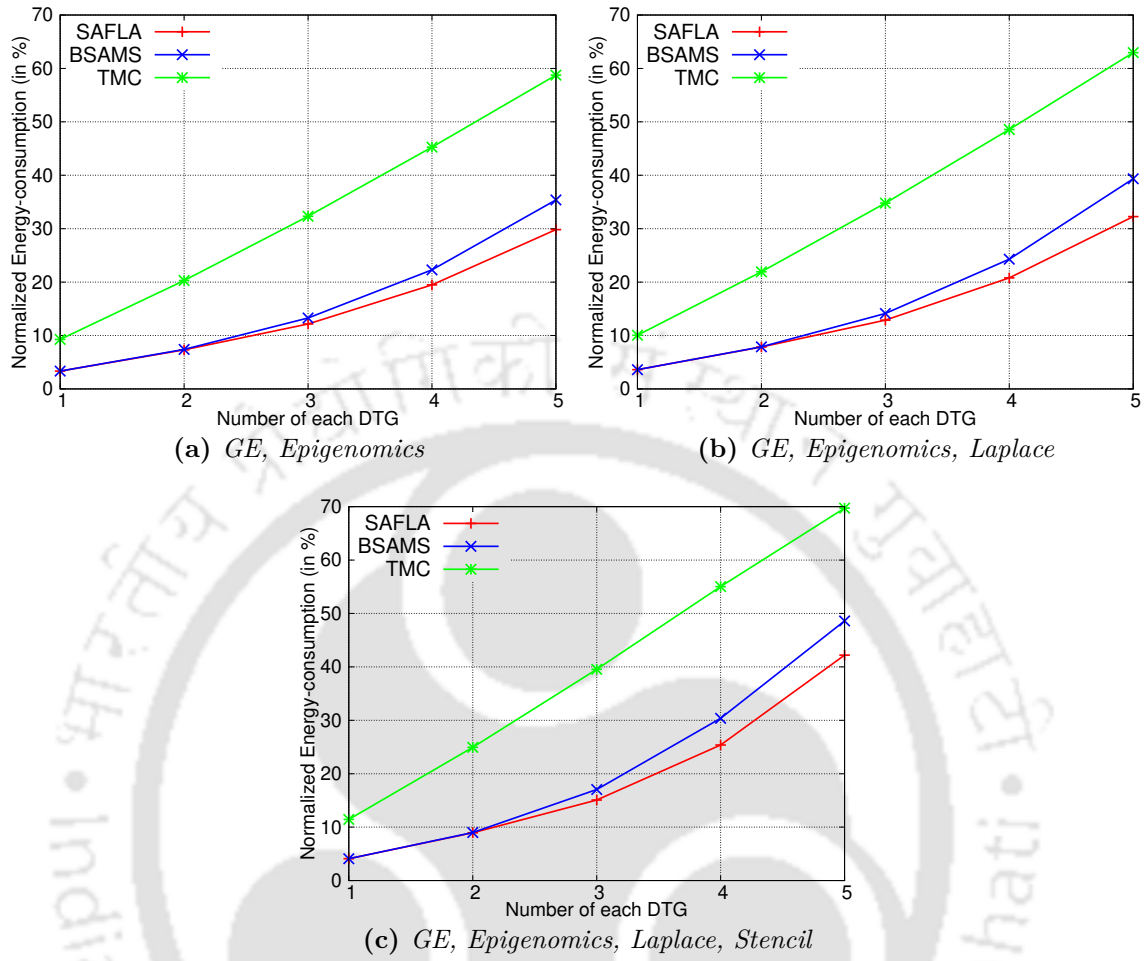 70
60
50
40
30
20
10
0
Normalized Energy-consumption (in %)
SAFLA
BSAMS
TMC
1 2 3 4 5
Number of each DTG
(a) GE, Epigenomics
70
60
50
40
30
20
10
0
Normalized Energy-consumption (in %)
SAFLA
BSAMS
TMC
1 2 3 4 5
Number of each DTG
(b) GE, Epigenomics, Laplace
70
60
50
40
30
20
10
0
Normalized Energy-consumption (in %)
SAFLA
BSAMS
TMC
1 2 3 4 5
Number of each DTG
(c) GE, Epigenomics, Laplace, Stencil